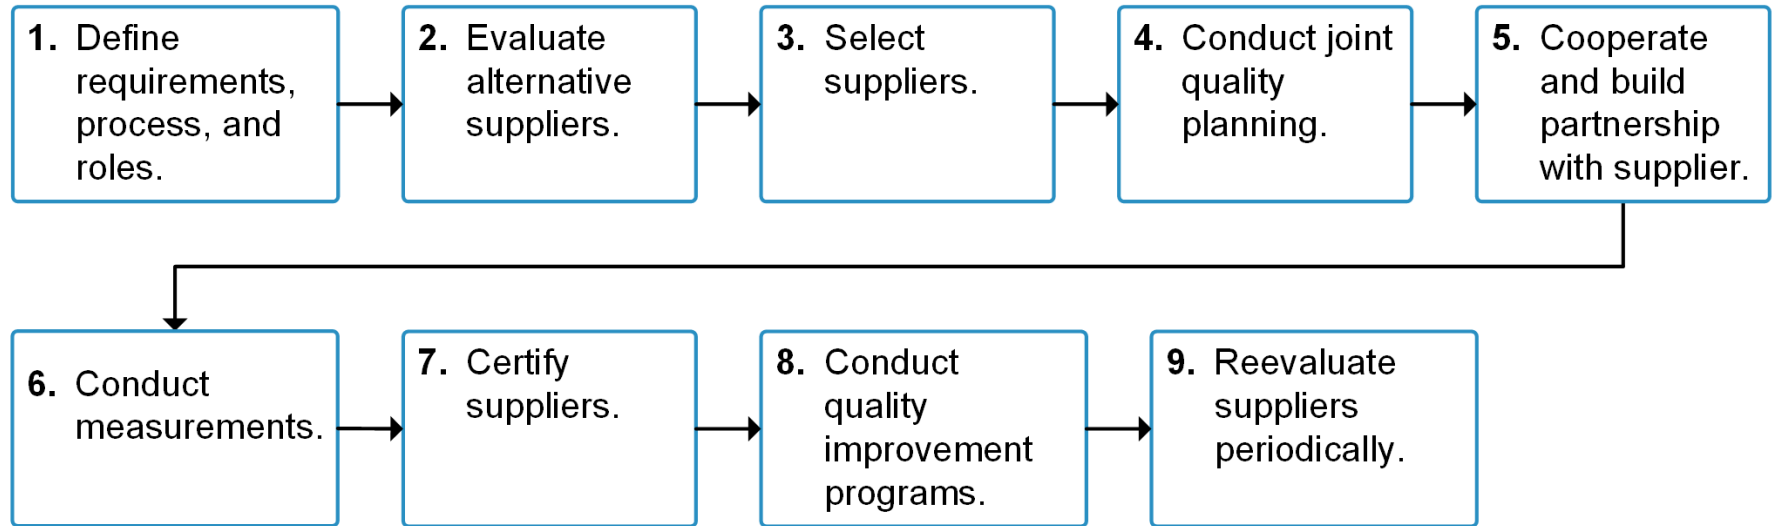 1. Define
requirements,
process, and
roles.
2. Evaluate
alternative
suppliers.
3. Select
suppliers.
4. Conduct joint
quality
planning.
5. Cooperate
and build
partnership
with supplier.
6. Conduct
measurements.
7. Certify
suppliers.
8. Conduct
quality
improvement
programs.
9. Reevaluate
suppliers
periodically.